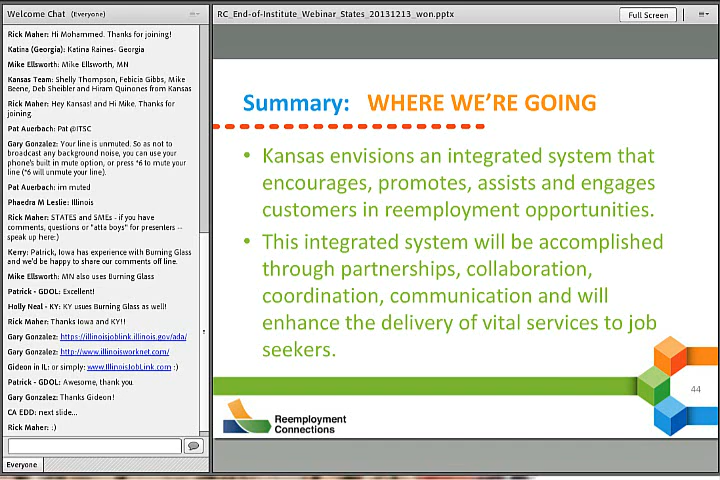 Welcome Chat (Everyone)
Rick Maher: Hi Mohammed. Thanks for joining!
Katina (Georgia): Katina Raines- Georgia
Mike Ellsworth: Mike Ellsworth, MN
Kansas Team: Shelly Thompson, Febicia Gibbs, Mike
Beene, Deb Sheibler and Hiram Quinones from Kansas
Rick Maher: Hey Kansas! and Hi Mike. Thanks for
joining
Pat Auerbach: Pat @ITSC
Gary Gonzalez: Your line is unmuted. So as not to
broadcast any background noise, you can use your
phone's built in mute option, or press *6 to mute your
line (*6 will unmute your line).
Pat Auerbach: im muted
Phaedra M Leslie: Illinois
Rick Maher: STATES and SMEs - if you have
comments, questions or "atta boys" for presenters --
speak up here:)
Kerry: Patrick, Iowa has experience with Burning Glass
and we'd be happy to share our comments off line.
Mike Ellsworth: MN also uses Burning Glass
Patrick - GDOL: Excellent!
Holly Neal - KY: KY usues Burning Glass as well!
Rick Maher: Thanks Iowa and KY!!
Gary Gonzalez: https://illinoisjoblink.illinois.gov/ada/
Gary Gonzalez: http://www.illinoisworknet.com/
Gideon in IL: or simply: www.IllinoisJobLink.com :)
Patrick - GDOL: Awesome, thank you
Gary Gonzalez: Thanks Gideon!
CA EDD: next slide...
Rick Maher: :)
Everyone
RC_End-of-Institute_Webinar_States_20131213_won.pptx
Full Screen
Summary: WHERE WE'RE GOING
• Kansas envisions an integrated system that
encourages, promotes, assists and engages
customers in reemployment opportunities.
• This integrated system will be accomplished
through partnerships, collaboration,
coordination, communication and will
enhance the delivery of vital services to job
seekers.
44
Reemployment
Connections